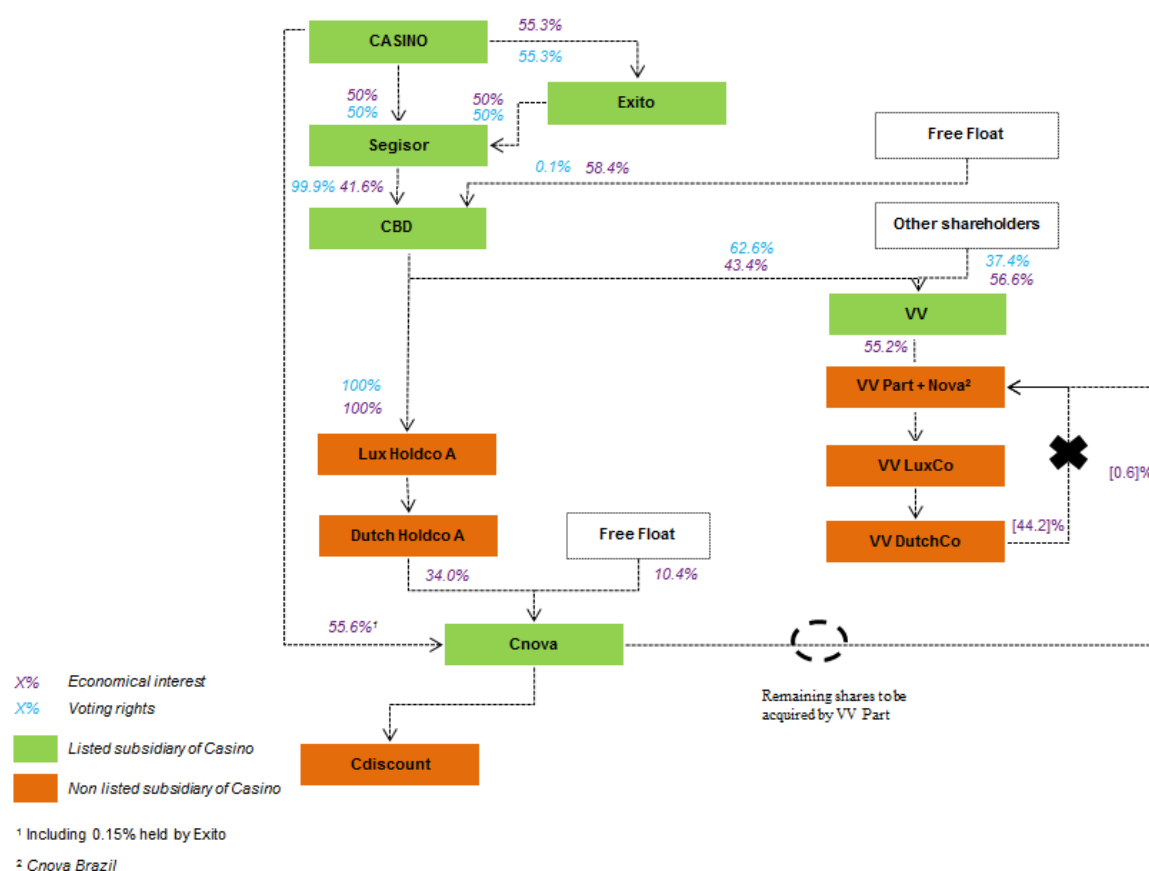 55.3%
CASINO
55.3%
50%
50%
50%
50%
Exito
Free Float
Segisor
0.1% 58.4%
99.9% 41.6%
CBD
Other shareholders
62.6%
43.4%
37.4%
56.6%
VV
55.2%
100%
100%
VV Part + Nova²
Lux Holdco A
VV LuxCo
[0.6]%
Dutch Holdco A
Free Float
[44.2]%
VV DutchCo
34.0%
10.4%
55.6%¹
Cnova
X% Economical interest
X% Voting rights
Remaining shares to be
acquired by VV Part
Listed subsidiary of Casino
Cdiscount
Non listed subsidiary of Casino
¹ Including 0.15% held by Exito
² Cnova Brazil